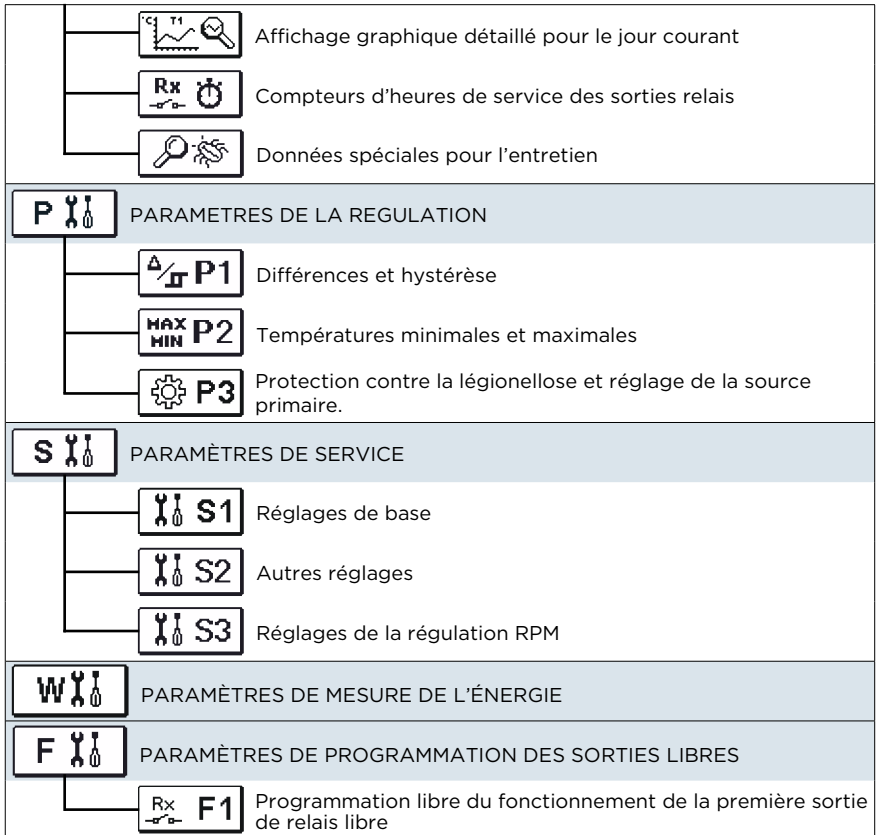 °C T1 Affichage graphique détaillé pour le jour courant
Rx Compteurs d'heures de service des sorties relais
Données spéciales pour l'entretien
P PARAMETRES DE LA REGULATION
Δ/ P1 Différences et hystérèse
MAX MIN P2 Températures minimales et maximales
P3 Protection contre la légionellose et réglage de la source
primaire.
S PARAMÈTRES DE SERVICE
S1 Réglages de base
S2 Autres réglages
S3 Réglages de la régulation RPM
W PARAMÈTRES DE MESURE DE L'ÉNERGIE
F PARAMÈTRES DE PROGRAMMATION DES SORTIES LIBRES
Rx F1 Programmation libre du fonctionnement de la première sortie
de relais libre